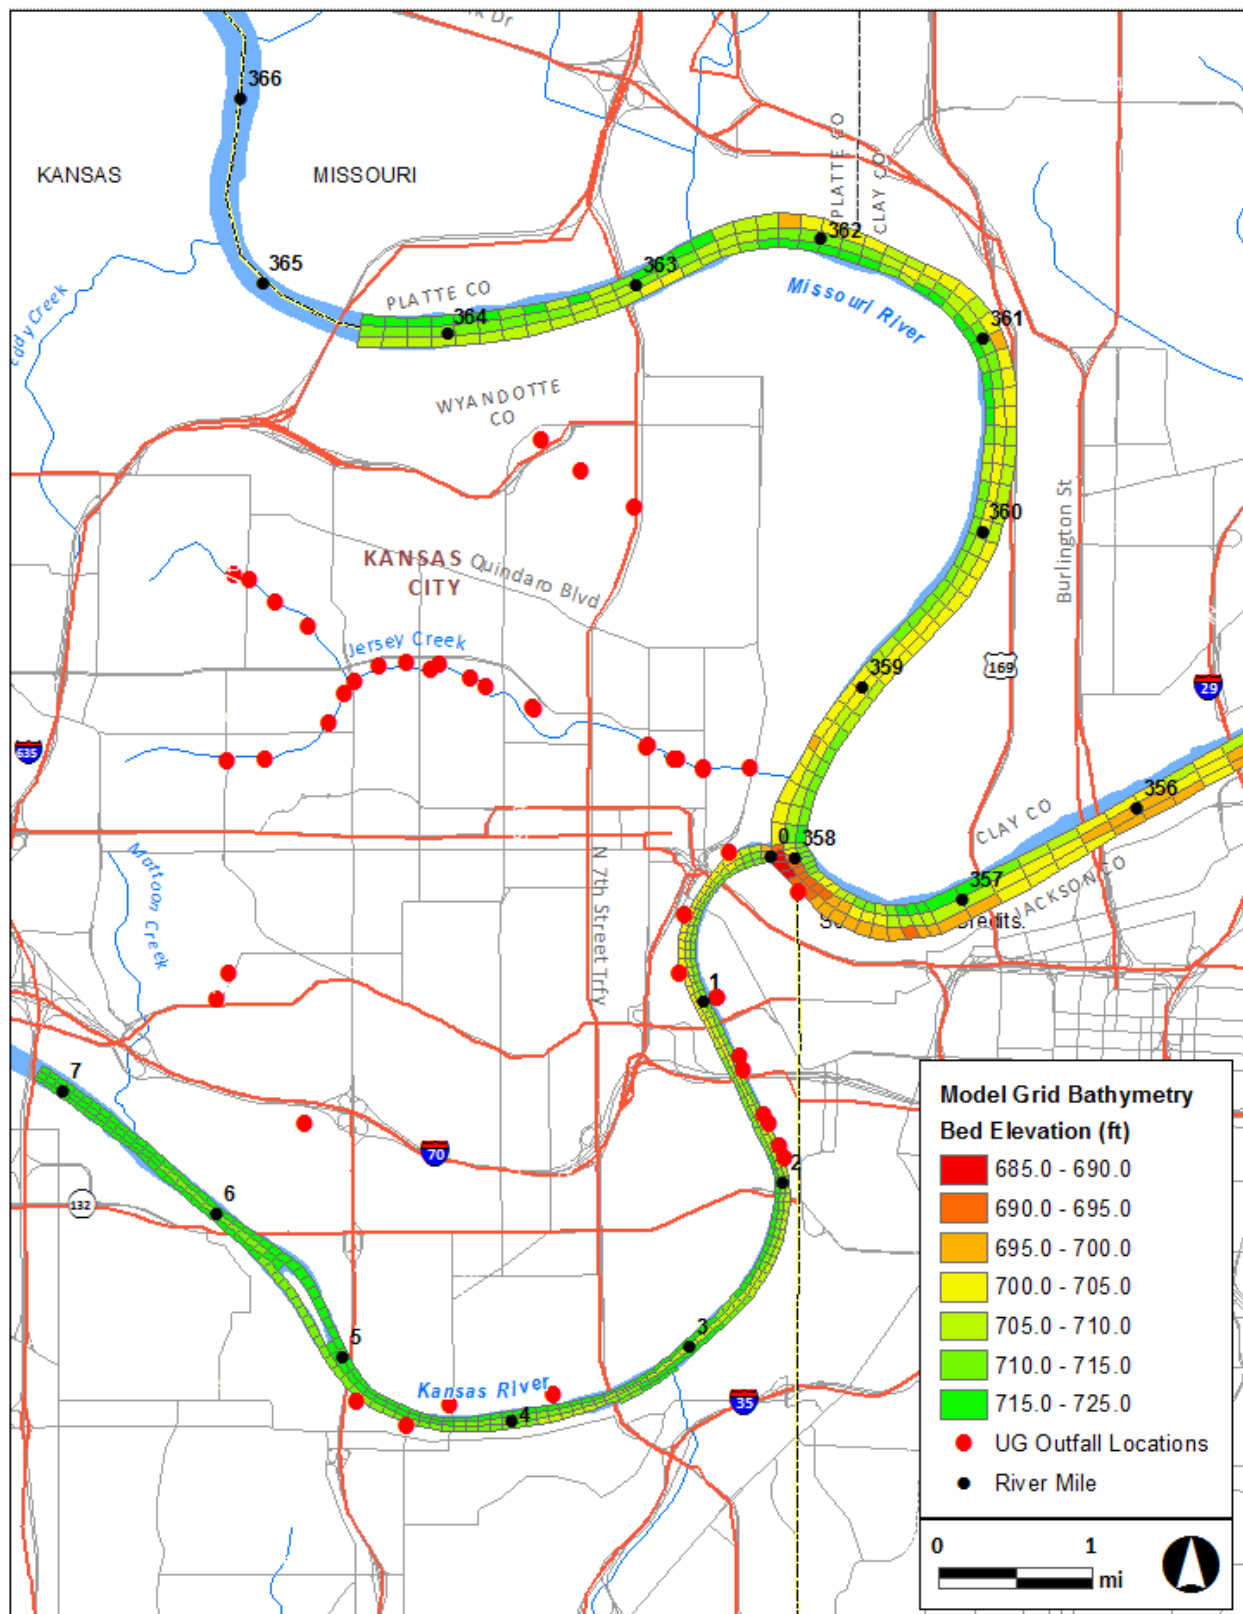 Dr
366
KANSAS
MISSOURI
PLATTE CO
CLAY CO
362
365
363
PLATTE CO
364
Missouri River
361
eddy Creek
WYANDOTTE
CO
360
Burlington St
KANSAS
CITY
Quindaro Blvd
Jersey Creek
359
169
29
635
356
CLAY CO
0
358
Mattoon Creek
N 7th Street Trfy
357
JACKSON CO
redits.
1
7
Model Grid Bathymetry
Bed Elevation (ft)
685.0 - 690.0
690.0 - 695.0
695.0 - 700.0
700.0 - 705.0
705.0 - 710.0
710.0 - 715.0
715.0 - 725.0
UG Outfall Locations
River Mile
0 1
mi
70
2
132
6
5
3
Kansas River
4
35